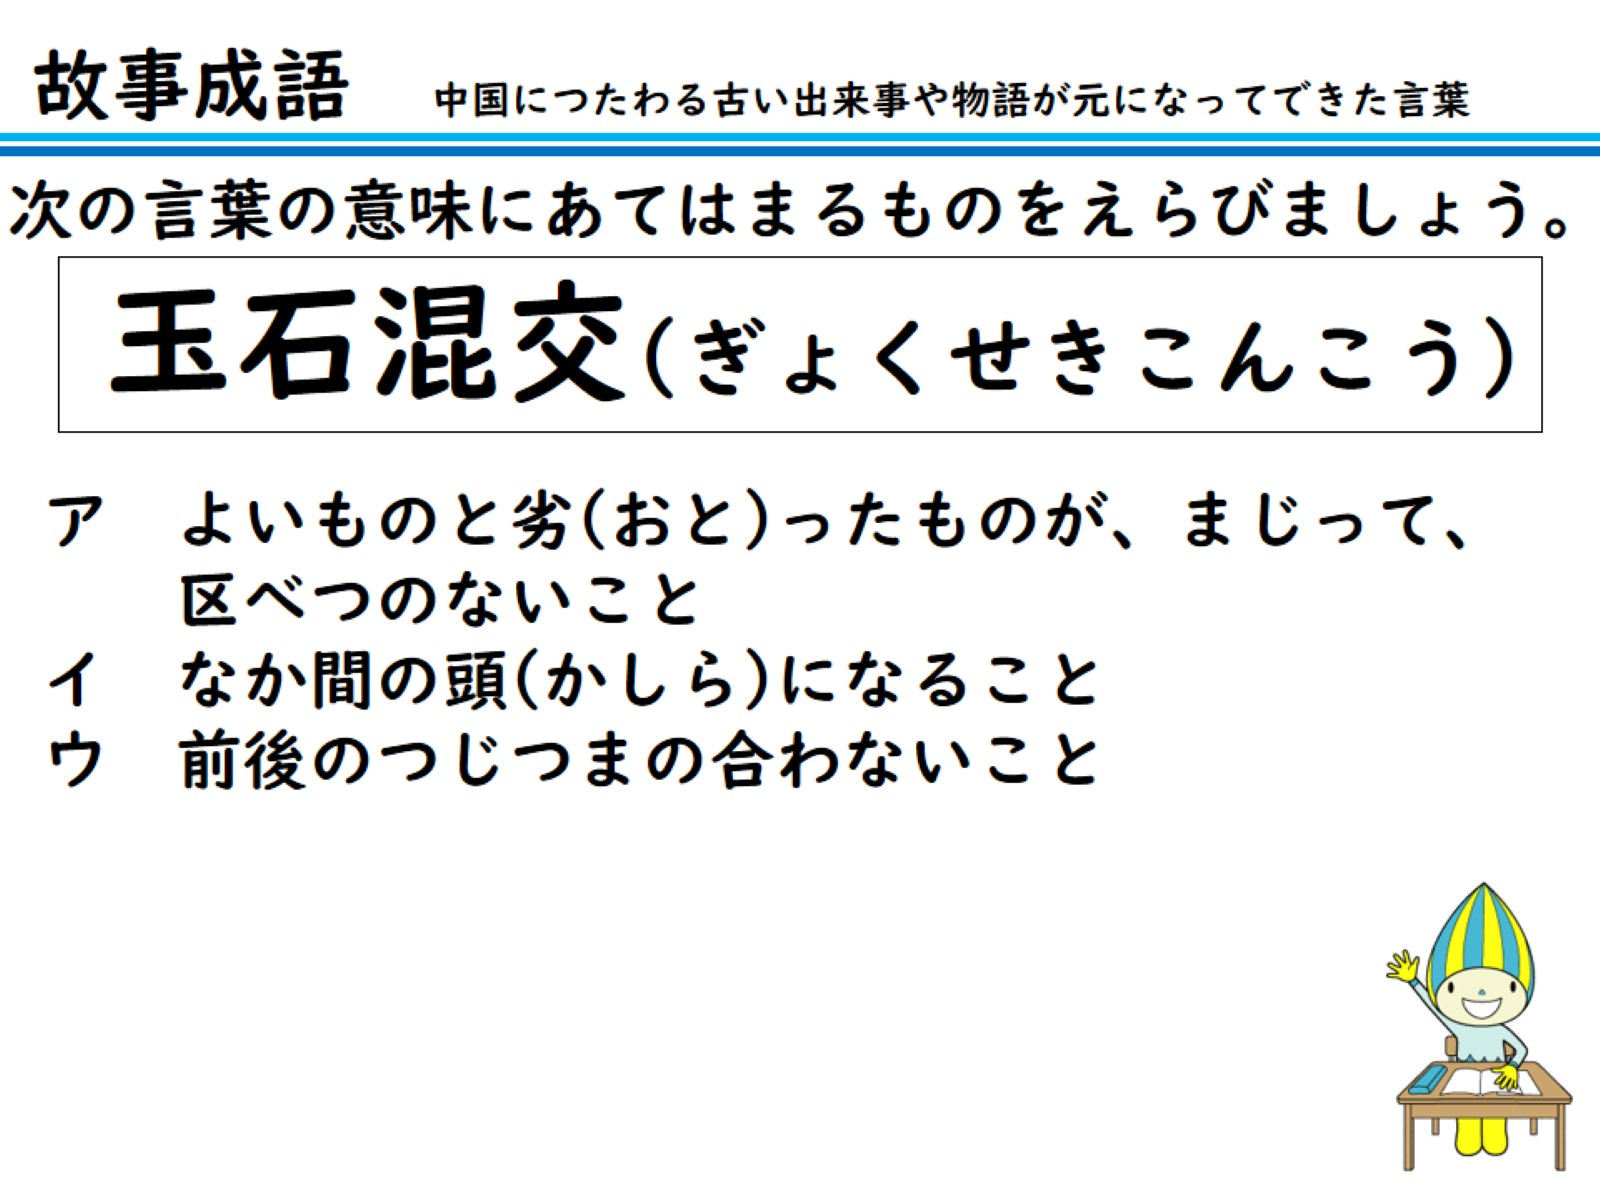 故事成語
中国につたわる古い出来事や物語が元になってできた言葉
次の言葉の意味にあてはまるものをえらびましょう。
玉石混交(ぎょくせきこんこう)
ア　よいものと劣(おと)ったものが、まじって、
区べつのないこと
イ　なか間の頭(かしら)になること
ウ　前後のつじつまの合わないこと